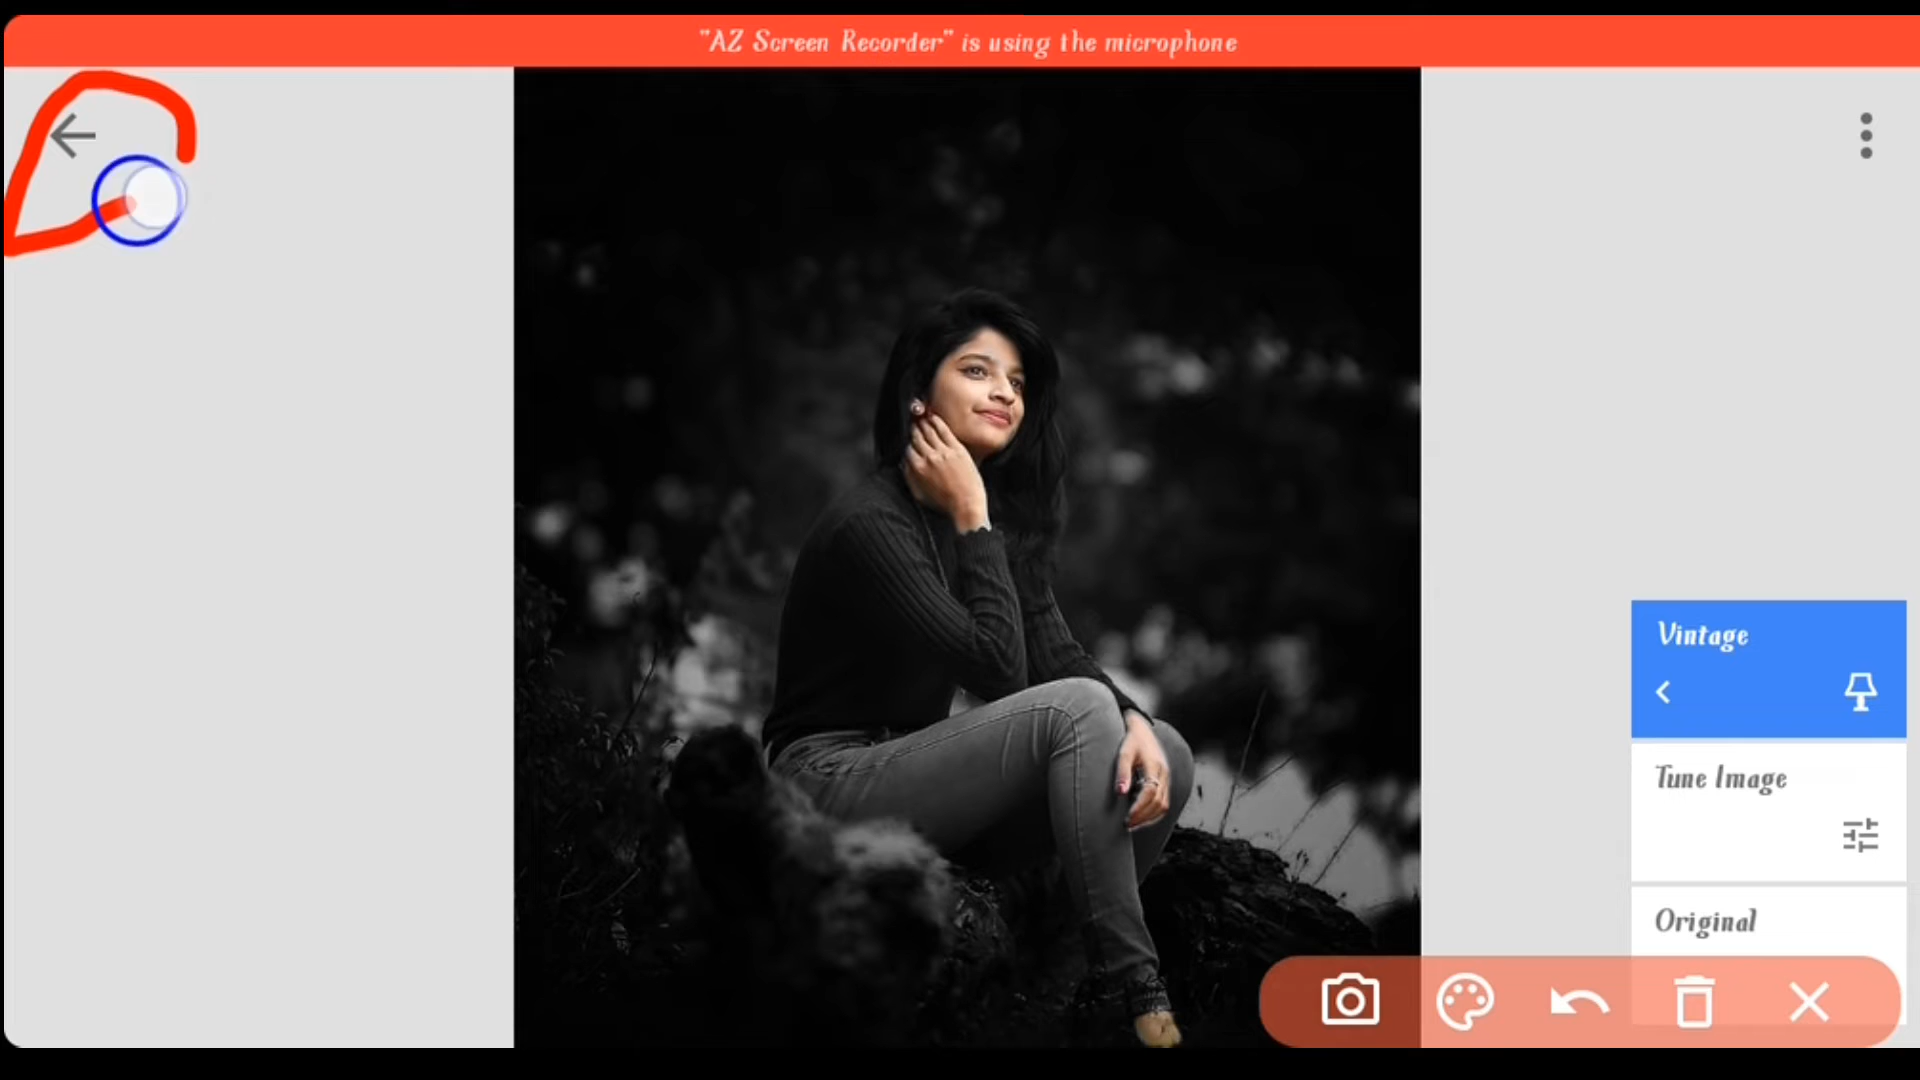 "AZ Screen Recorder" is using the microphone
Vintage
Tune Image
Original